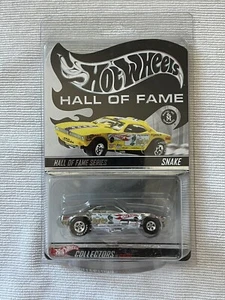 Hot Wheels
HALL OF FAME
HALL OF FAME SERIES
SNAKE
COLLECTORS